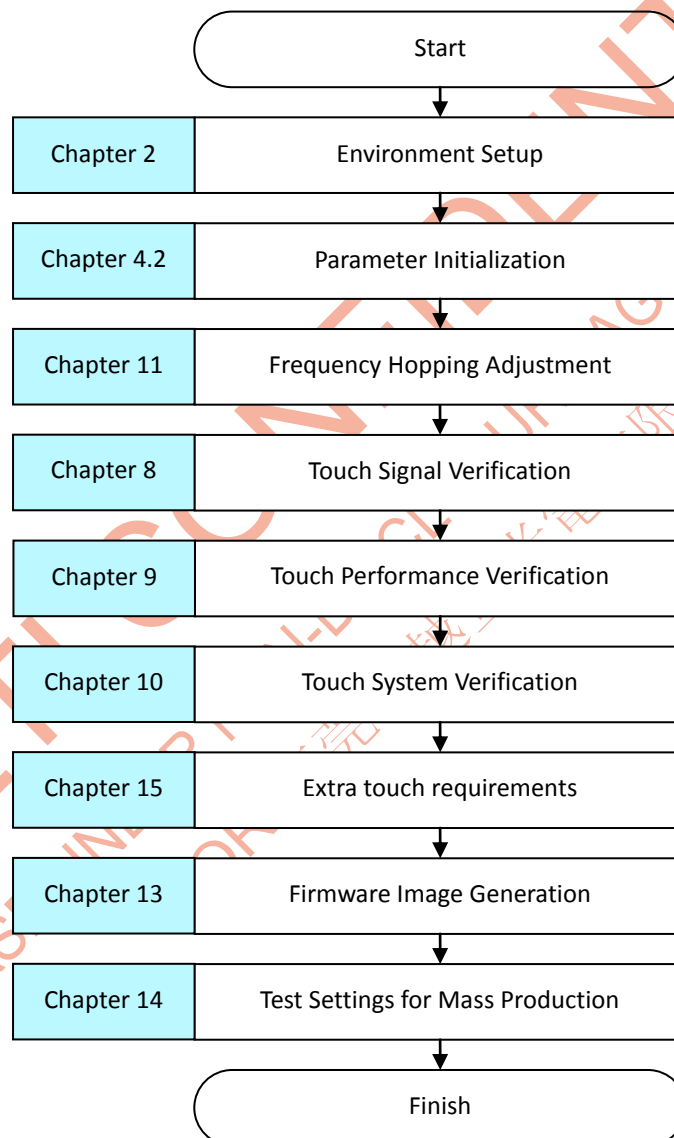 Start
Chapter 2 Environment Setup
Chapter 4.2 Parameter Initialization
Chapter 11 Frequency Hopping Adjustment
Chapter 8 Touch Signal Verification
Chapter 9 Touch Performance Verification
Chapter 10 Touch System Verification
Chapter 15 Extra touch requirements
Chapter 13 Firmware Image Generation
Chapter 14 Test Settings for Mass Production
Finish